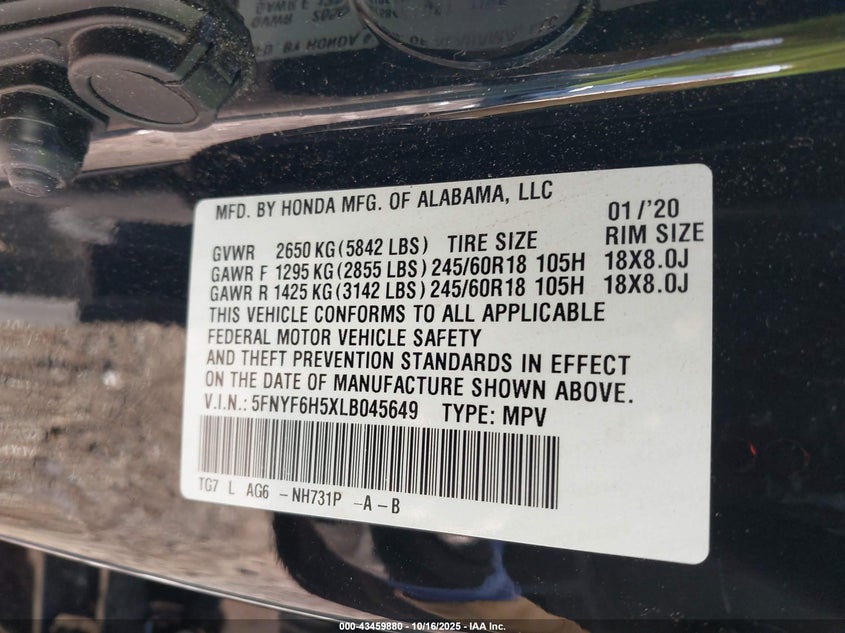 MFD. BY HONDA MFG. OF ALABAMA, LLC 01/'20
GVWR 2650 KG (5842 LBS) TIRE SIZE RIM SIZE
GAWR F 1295 KG (2855 LBS) 245/60R18 105H 18X8.0J
GAWR R 1425 KG (3142 LBS) 245/60R18 105H 18X8.0J
THIS VEHICLE CONFORMS TO ALL APPLICABLE
FEDERAL MOTOR VEHICLE SAFETY
AND THEFT PREVENTION STANDARDS IN EFFECT
ON THE DATE OF MANUFACTURE SHOWN ABOVE.
V.I.N.: 5FNYF6H5XLB045649 TYPE: MPV
TG7 L AG6 -NH731P -A-B
000-43459880 - 10/16/2025 - IAA Inc.